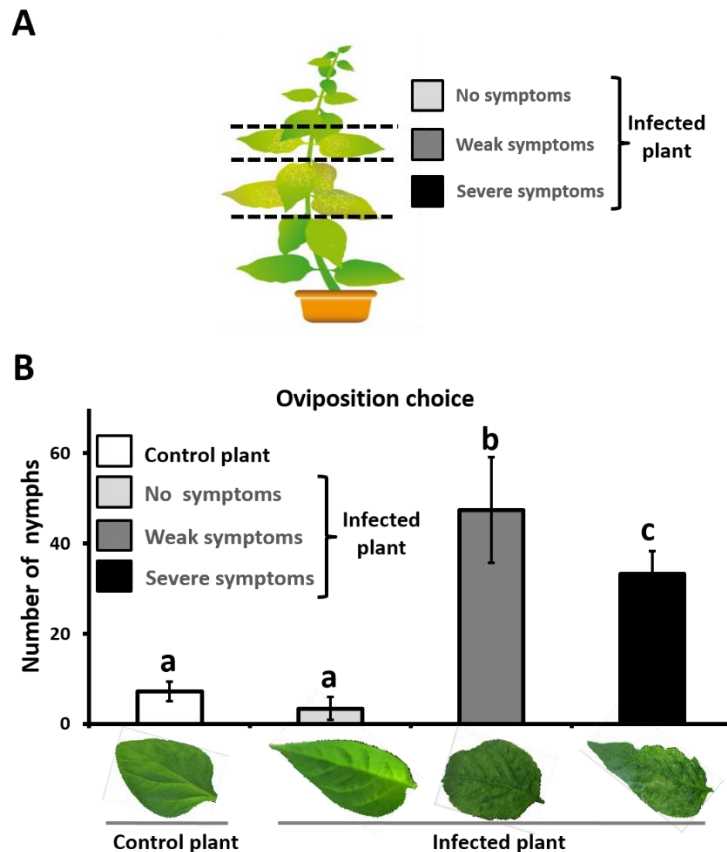 A
No symptoms
Weak symptoms
Severe symptoms
Infected
plant
B
Oviposition choice
Number of nymphs
60
40
20
0
Control plant
No symptoms
Weak symptoms
Severe symptoms
Infected
plant
a
a
b
c
Control plant
Infected plant